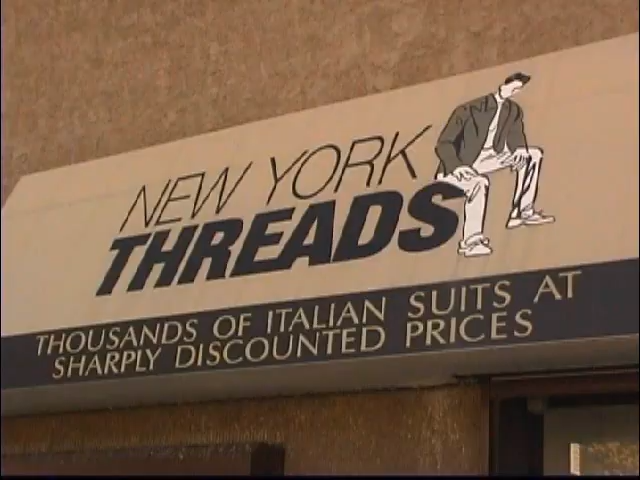 NEW YORK
THREADS
THOUSANDS OF ITALIAN SUITS AT
SHARPLY DISCOUNTED PRICES